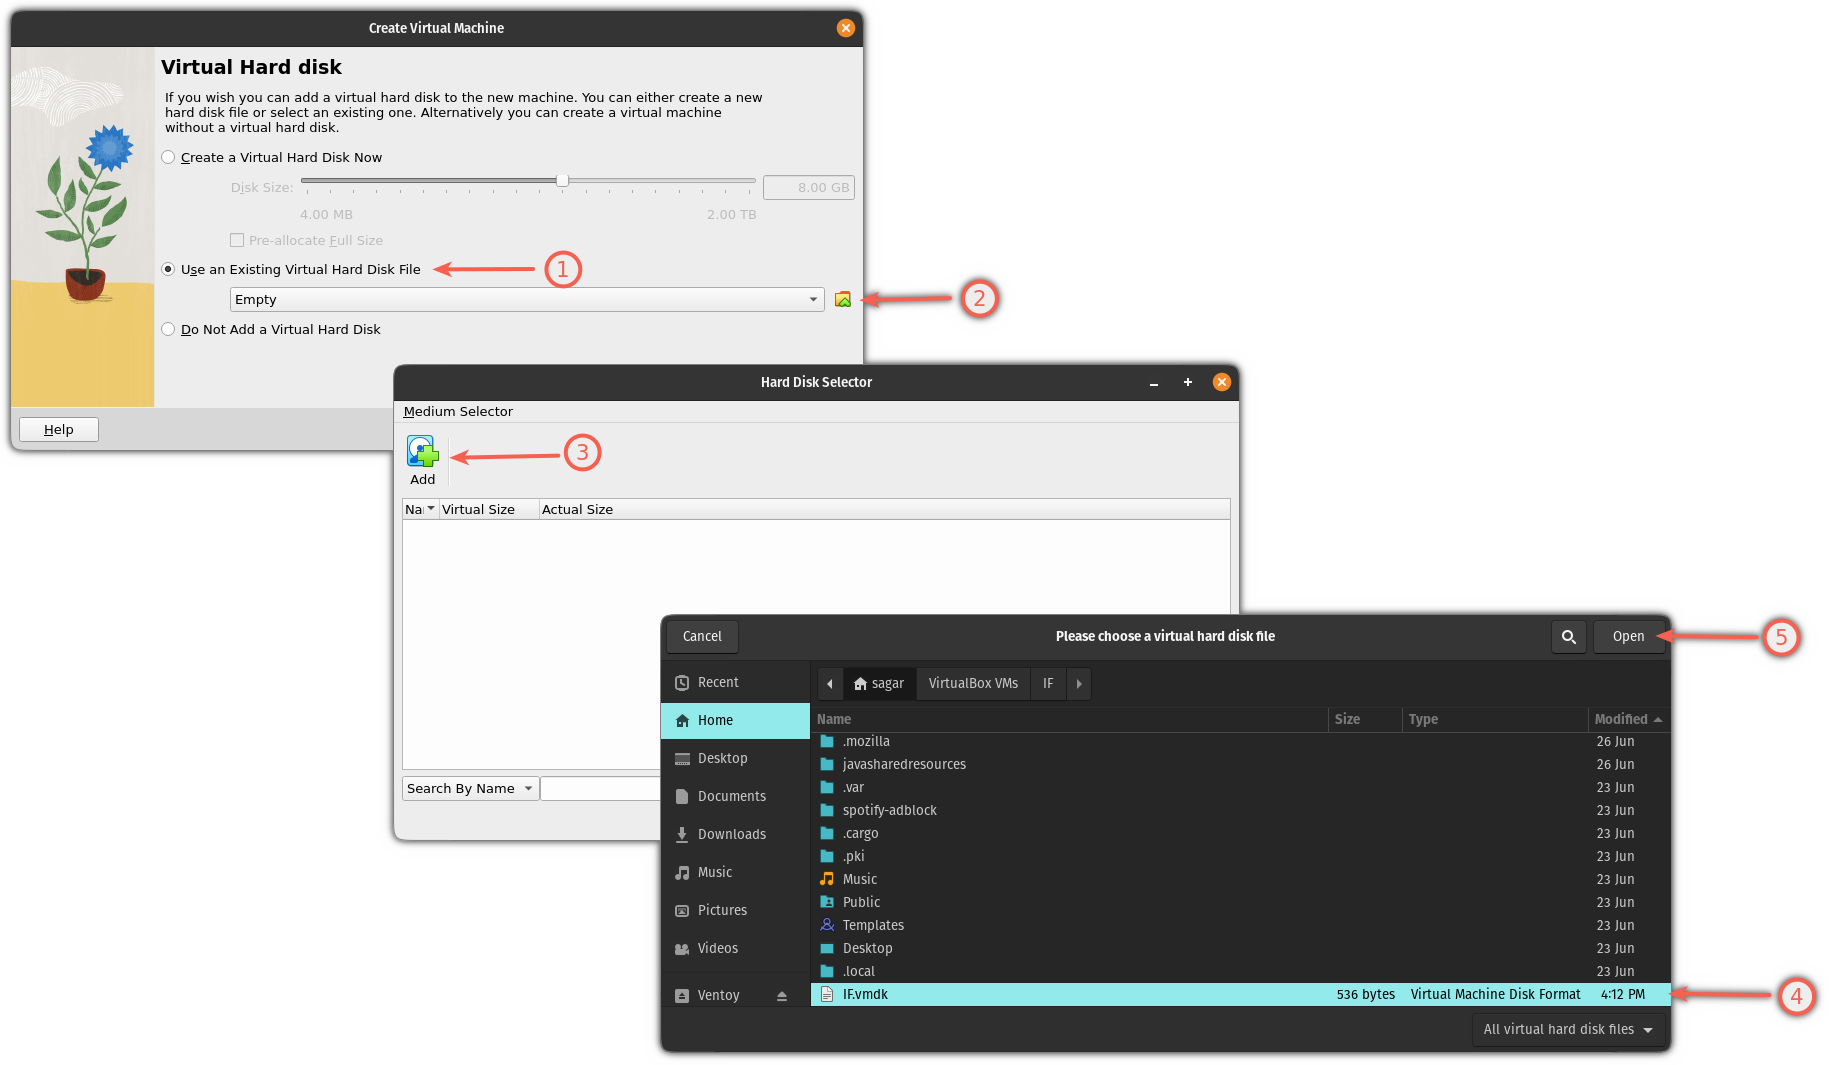 Create Virtual Machine
Virtual Hard disk
If you wish you can add a virtual hard disk to the new machine. You can either create a new
hard disk file or select an existing one. Alternatively you can create a virtual machine
without a virtual hard disk.
Create a Virtual Hard Disk Now
Disk Size: 8.00 GB
4.00 MB 2.00 TB
Pre-allocate Full Size
Use an Existing Virtual Hard Disk File 1
Empty 2
Do Not Add a Virtual Hard Disk
Help
Hard Disk Selector
Medium Selector
3
Add
Na Virtual Size Actual Size
Search By Name
Cancel Please choose a virtual hard disk file Open 5
Recent
Home
Desktop
Documents
Downloads
Music
Pictures
Videos
Ventoy
sagar VirtualBox VMs IF
Name Size Type Modified
.mozilla 26 Jun
javasharedresources 26 Jun
.var 23 Jun
spotify-adblock 23 Jun
.cargo 23 Jun
.pki 23 Jun
Music 23 Jun
Public 23 Jun
Templates 23 Jun
Desktop 23 Jun
.local 23 Jun
IF.vmdk 536 bytes Virtual Machine Disk Format 4:12 PM 4
All virtual hard disk files